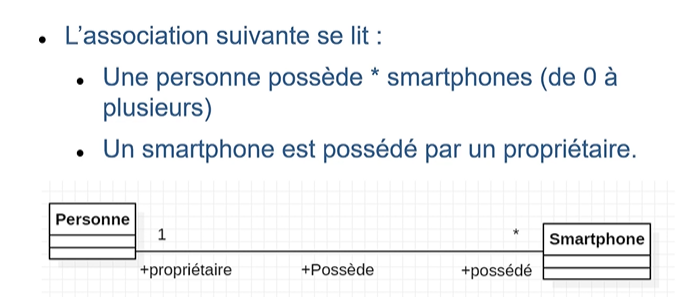 L'association suivante se lit :
Une personne possède * smartphones (de 0 à
plusieurs)
Un smartphone est possédé par un propriétaire.
Personne
1
*
Smartphone
+propriétaire
+Possède
+possédé